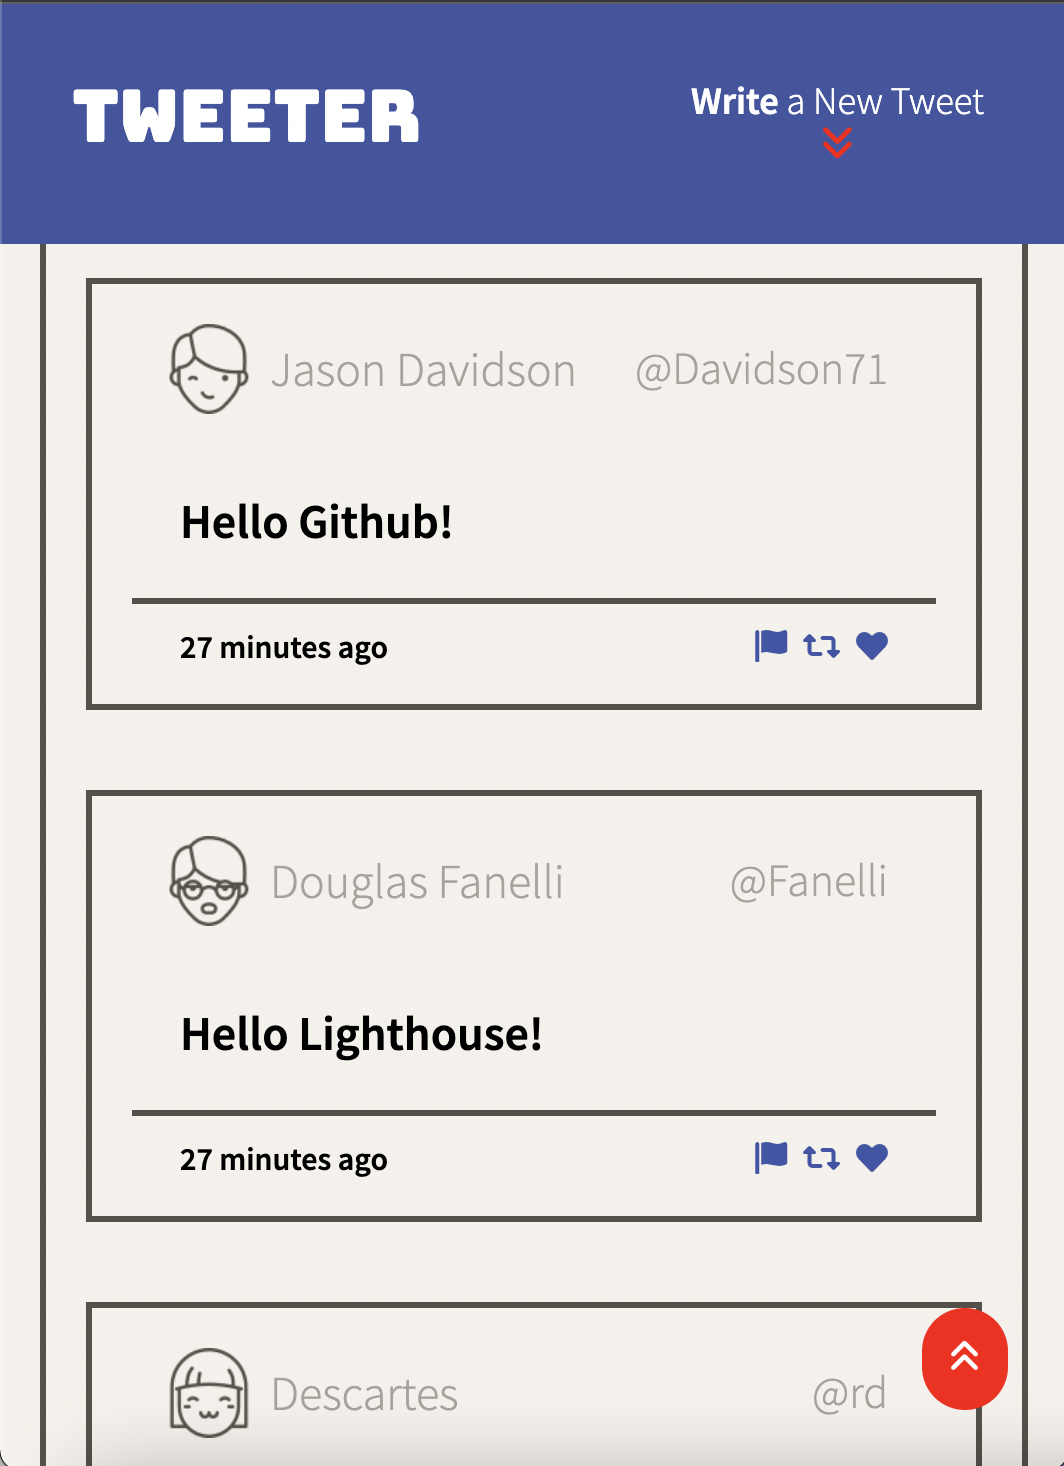 TWEETER
Write a New Tweet
Jason Davidson @Davidson71
Hello Github!
27 minutes ago
Douglas Fanelli @Fanelli
Hello Lighthouse!
27 minutes ago
Descartes @rd